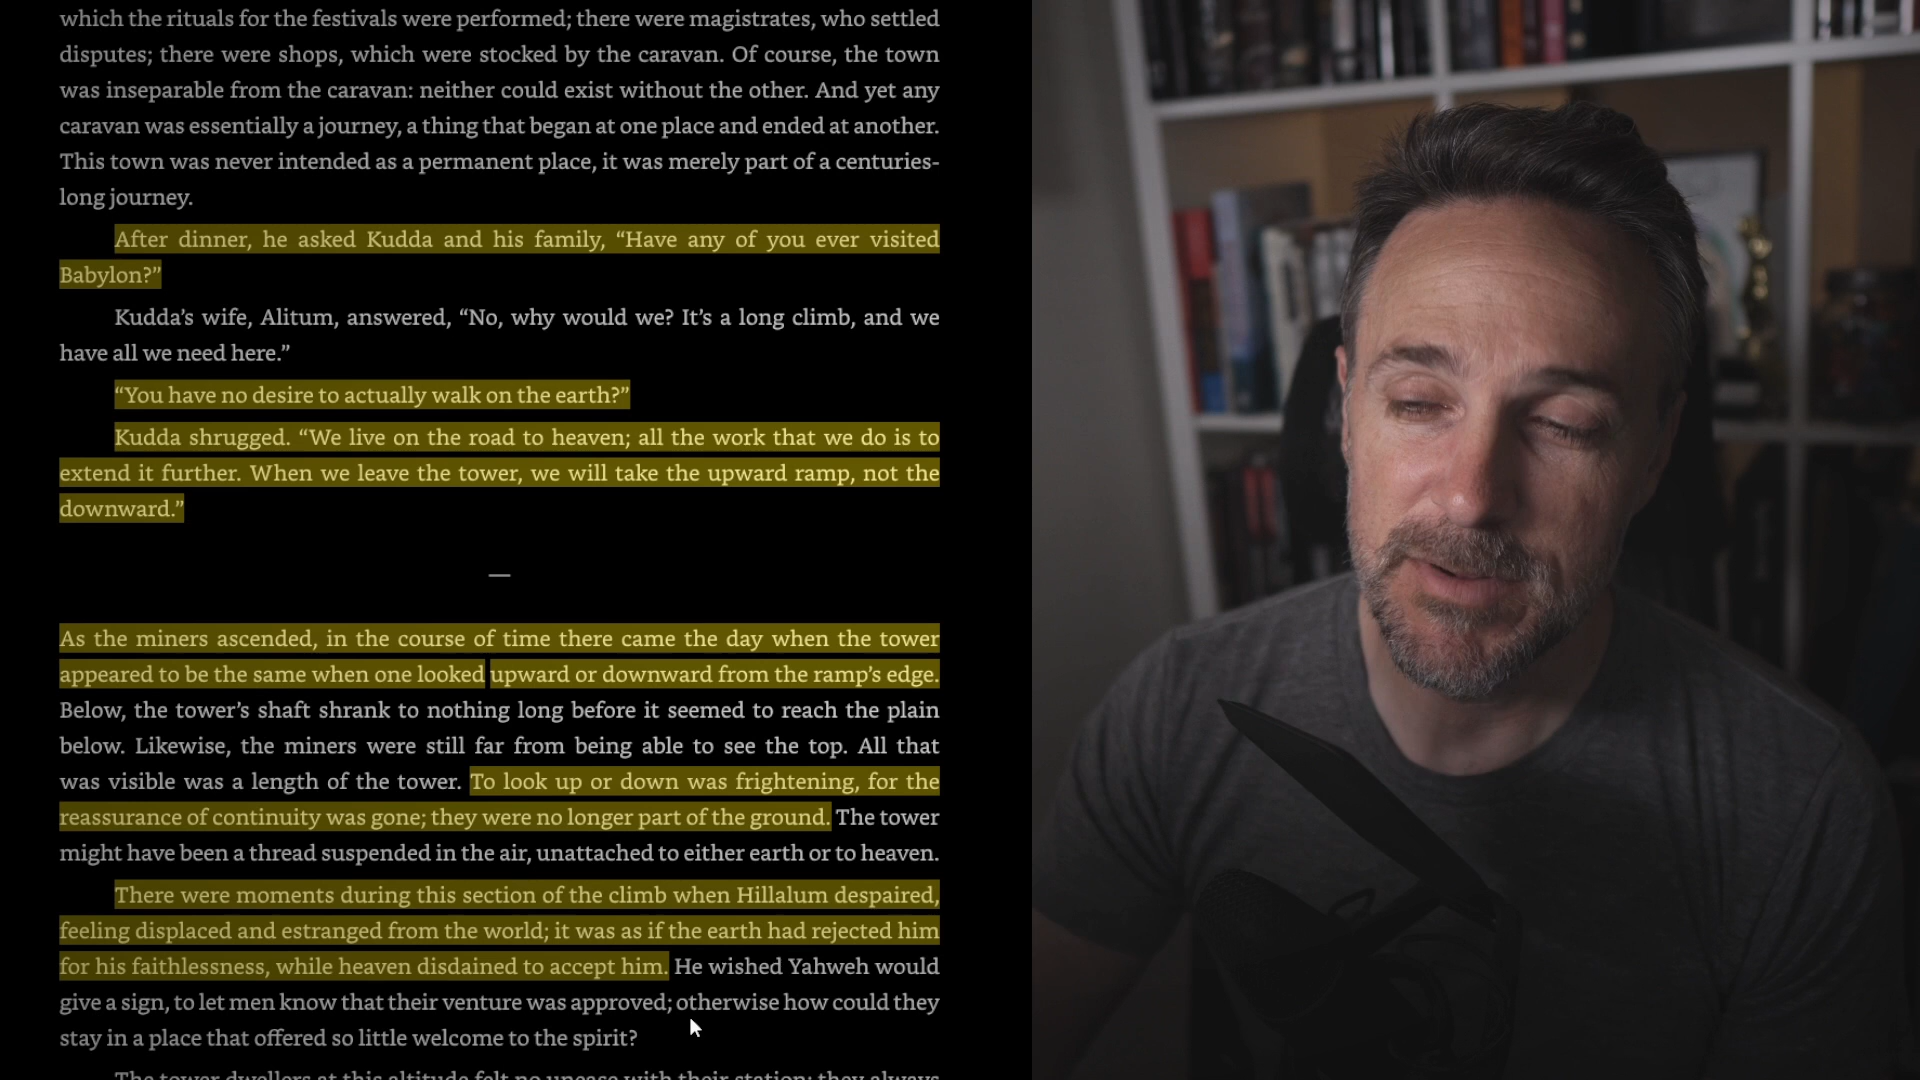 which the rituals for the festivals were performed; there were magistrates, who settled
disputes; there were shops, which were stocked by the caravan. Of course, the town
was inseparable from the caravan: neither could exist without the other. And yet any
caravan was essentially a journey, a thing that began at one place and ended at another.
This town was never intended as a permanent place, it was merely part of a centuries-
long journey.
After dinner, he asked Kudda and his family, “Have any of you ever visited
Babylon?”
Kudda’s wife, Alitum, answered, “No, why would we? It’s a long climb, and we
have all we need here.”
“You have no desire to actually walk on the earth?”
Kudda shrugged. “We live on the road to heaven; all the work that we do is to
extend it further. When we leave the tower, we will take the upward ramp, not the
downward.”
—
As the miners ascended, in the course of time there came the day when the tower
appeared to be the same when one looked upward or downward from the ramp’s edge.
Below, the tower’s shaft shrank to nothing long before it seemed to reach the plain
below. Likewise, the miners were still far from being able to see the top. All that
was visible was a length of the tower. To look up or down was frightening, for the
reassurance of continuity was gone; they were no longer part of the ground. The tower
might have been a thread suspended in the air, unattached to either earth or to heaven.
There were moments during this section of the climb when Hillalum despaired,
feeling displaced and estranged from the world; it was as if the earth had rejected him
for his faithlessness, while heaven disdained to accept him. He wished Yahweh would
give a sign, to let men know that their venture was approved; otherwise how could they
stay in a place that offered so little welcome to the spirit?
The tower dwellers at this altitude felt no unease with their station; they always